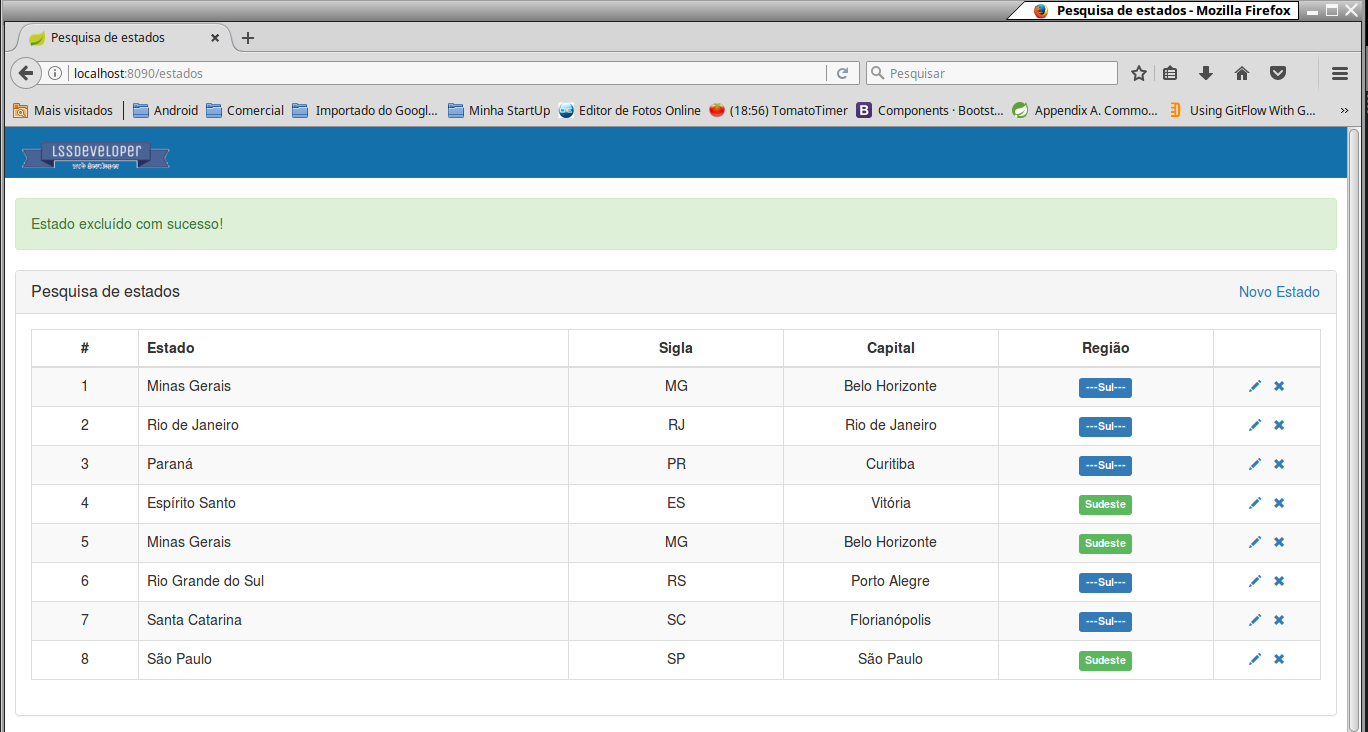 Pesquisa de estados - Mozilla Firefox
Pesquisa de estados
localhost:8090/estados Pesquisar
Mais visitados Android Comercial Importado do Googl... Minha StartUp Editor de Fotos Online (18:56) TomatoTimer Components · Bootst... Appendix A. Commo... Using GitFlow With G... »
LSSDEVELOPER
Estado excluído com sucesso!
Pesquisa de estados Novo Estado
# Estado Sigla Capital Região
1 Minas Gerais MG Belo Horizonte ---Sul---
2 Rio de Janeiro RJ Rio de Janeiro ---Sul---
3 Paraná PR Curitiba ---Sul---
4 Espírito Santo ES Vitória Sudeste
5 Minas Gerais MG Belo Horizonte Sudeste
6 Rio Grande do Sul RS Porto Alegre ---Sul---
7 Santa Catarina SC Florianópolis ---Sul---
8 São Paulo SP São Paulo Sudeste